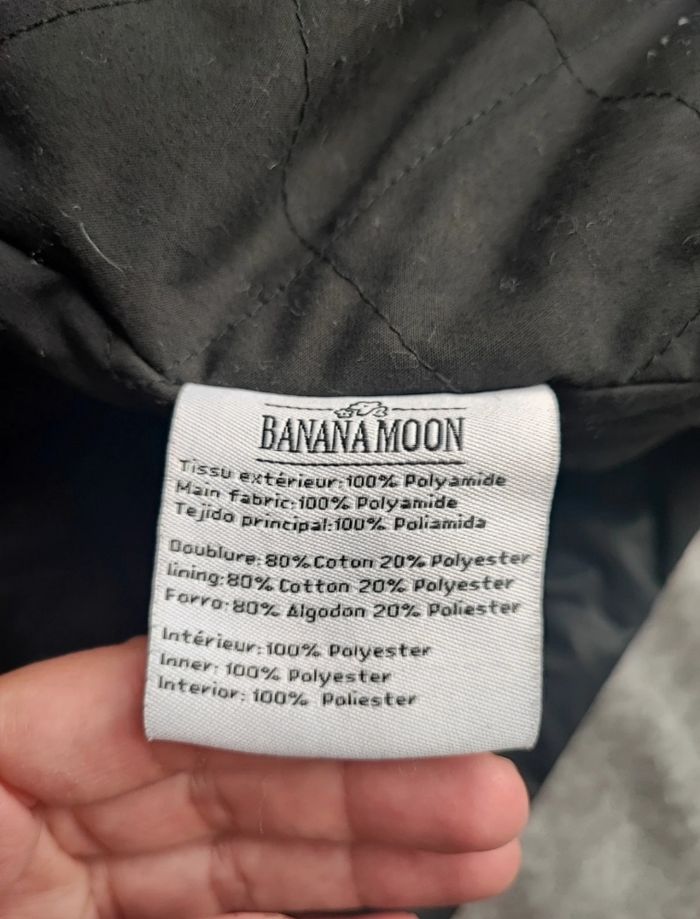 BANANA MOON
Tissu extérieur:100% Polyamide
Main fabric:100% Polyamide
Tejido principal:100% Poliamida
Doublure:80%Coton 20% Polyester
lining:80% Cotton 20% Polyester
Forro:80% Algodon 20% Poliester
Intérieur:100% Polyester
Inner: 100% Polyester
Interior: 100% Poliester